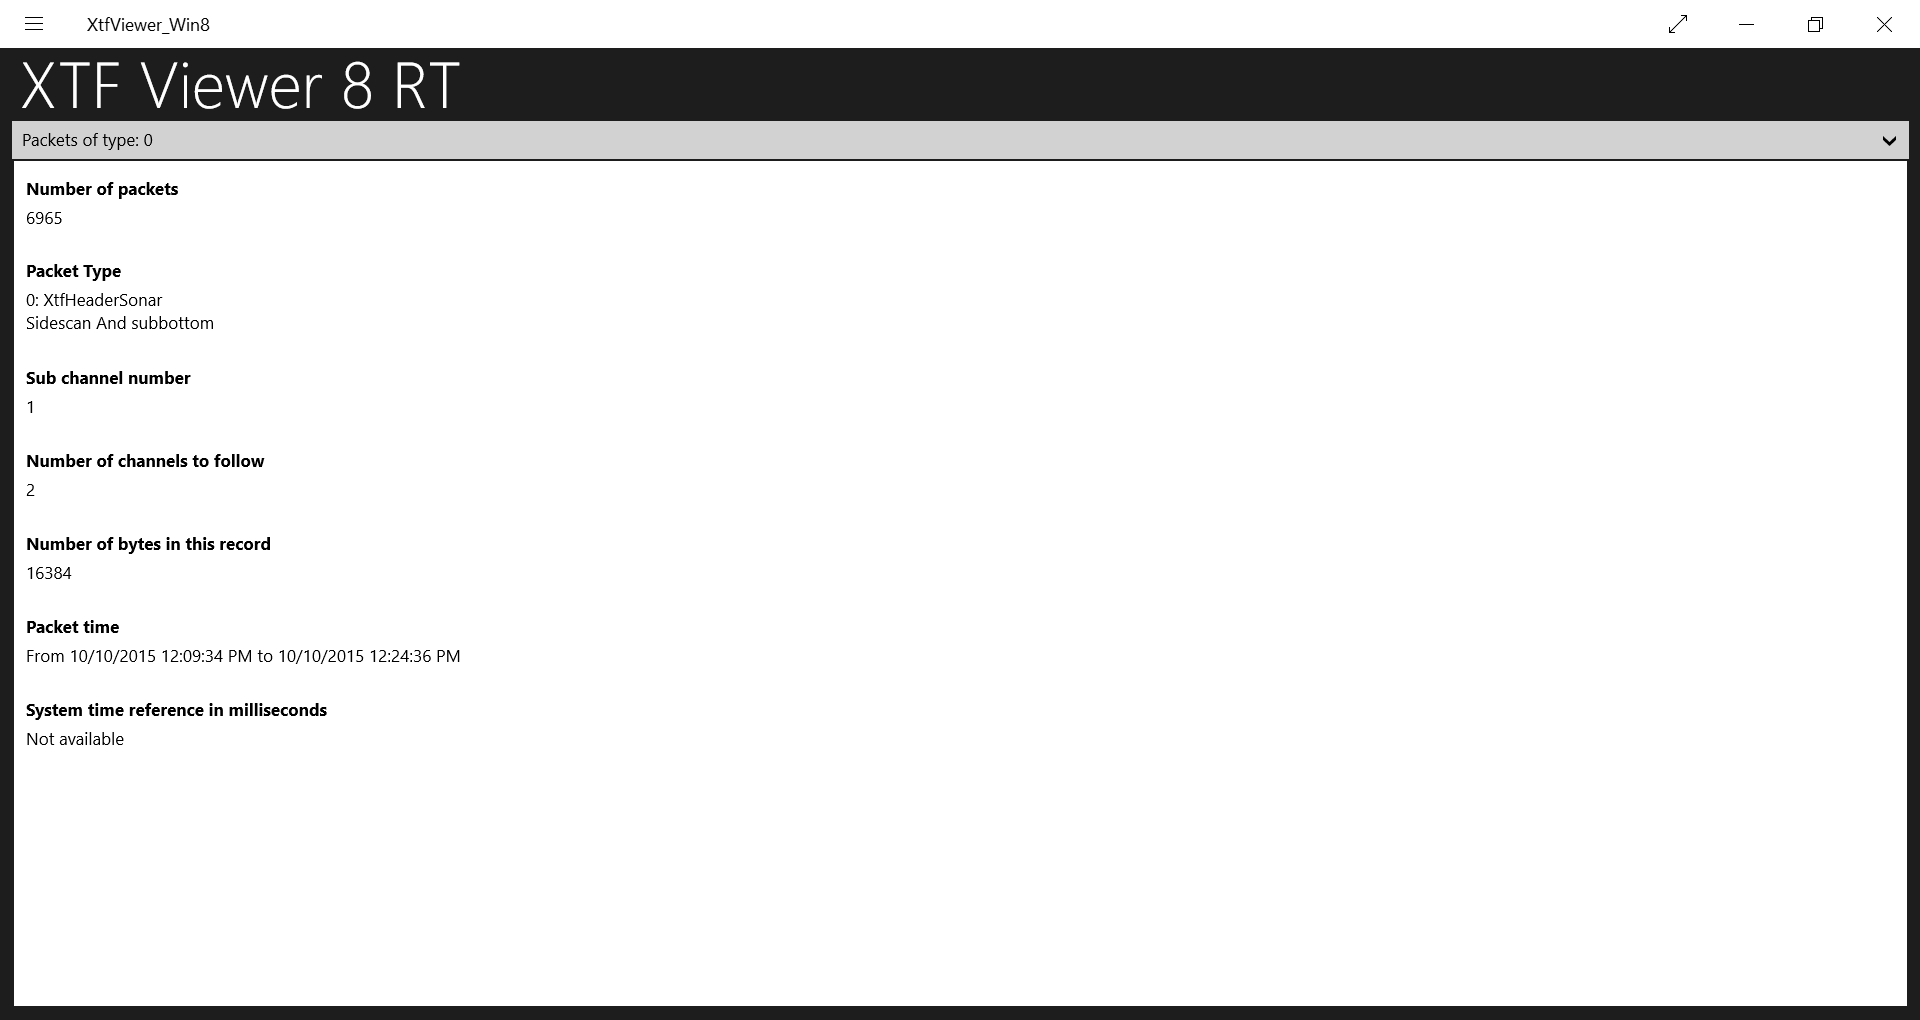 XtfViewer_Win8
XTF Viewer 8 RT
Packets of type: 0
Number of packets
6965
Packet Type
0: XtfHeaderSonar
Sidescan And subbottom
Sub channel number
1
Number of channels to follow
2
Number of bytes in this record
16384
Packet time
From 10/10/2015 12:09:34 PM to 10/10/2015 12:24:36 PM
System time reference in milliseconds
Not available